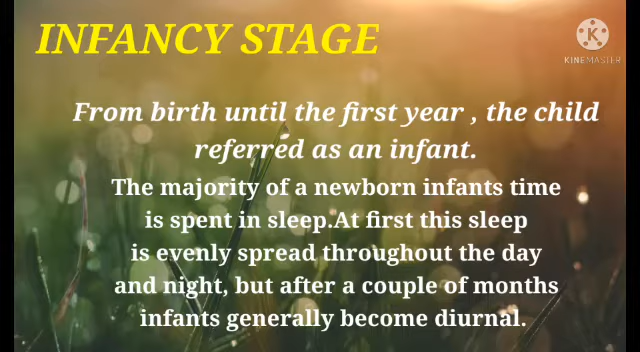 INFANCY STAGE
KINEMASTER
From birth until the first year , the child
referred as an infant.
The majority of a newborn infants time
is spent in sleep.At first this sleep
is evenly spread throughout the day
and night, but after a couple of months
infants generally become diurnal.